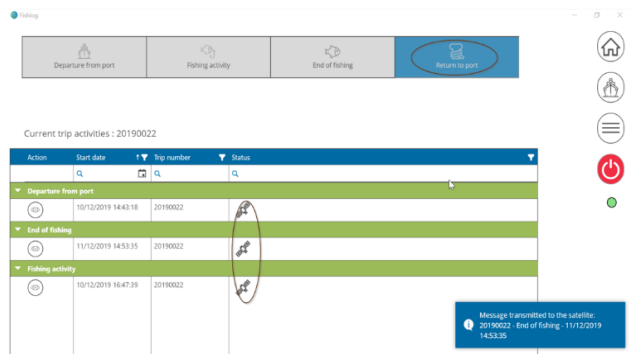 Fishlog
Departure from port
Fishing activity
End of fishing
Return to port
Current trip activities : 20190022
Action Start date Trip number Status
Departure from port
10/12/2019 14:43:18 20190022
End of fishing
11/12/2019 14:53:35 20190022
Fishing activity
10/12/2019 16:47:39 20190022
Message transmitted to the satellite:
20190022 - End of fishing - 11/12/2019
14:53:35